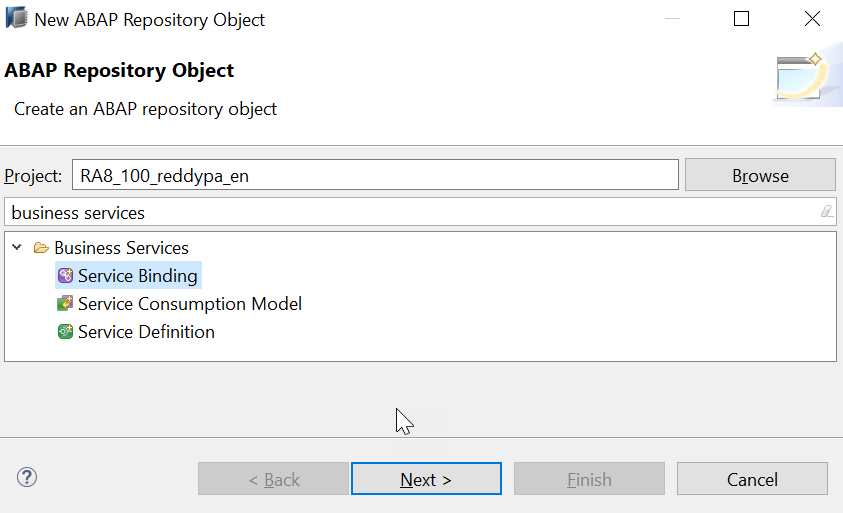 New ABAP Repository Object
ABAP Repository Object
Create an ABAP repository object
Project: RA8_100_reddypa_en Browse
business services
Business Services
Service Binding
Service Consumption Model
Service Definition
? < Back Next > Finish Cancel